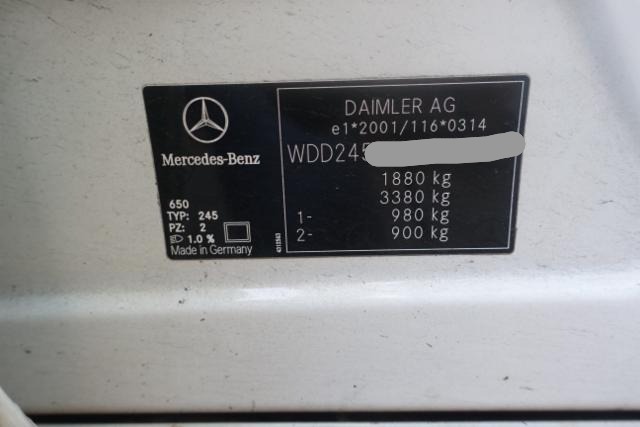 Mercedes-Benz
650
TYP: 245
PZ: 2
1.0 %
Made in Germany
DAIMLER AG
e1*2001/116*0314
WDD245
1880 kg
3380 kg
1- 980 kg
2- 900 kg